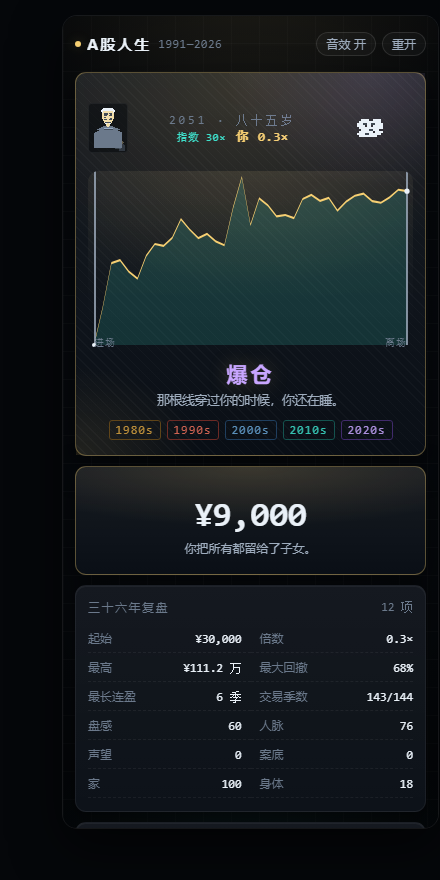 A股人生 1991—2026 音效 开 重开
2051 · 八十五岁
指数 30× 你 0.3×
进场 离场
爆仓
那根线穿过你的时候，你还在睡。
1980s 1990s 2000s 2010s 2020s
¥9,000
你把所有都留给了子女。
三十六年复盘 12 项
起始 ¥30,000 倍数 0.3×
最高 ¥111.2 万 最大回撤 68%
最长连盈 6 季 交易季数 143/144
盘感 60 人脉 76
声望 0 案底 0
家 100 身体 18